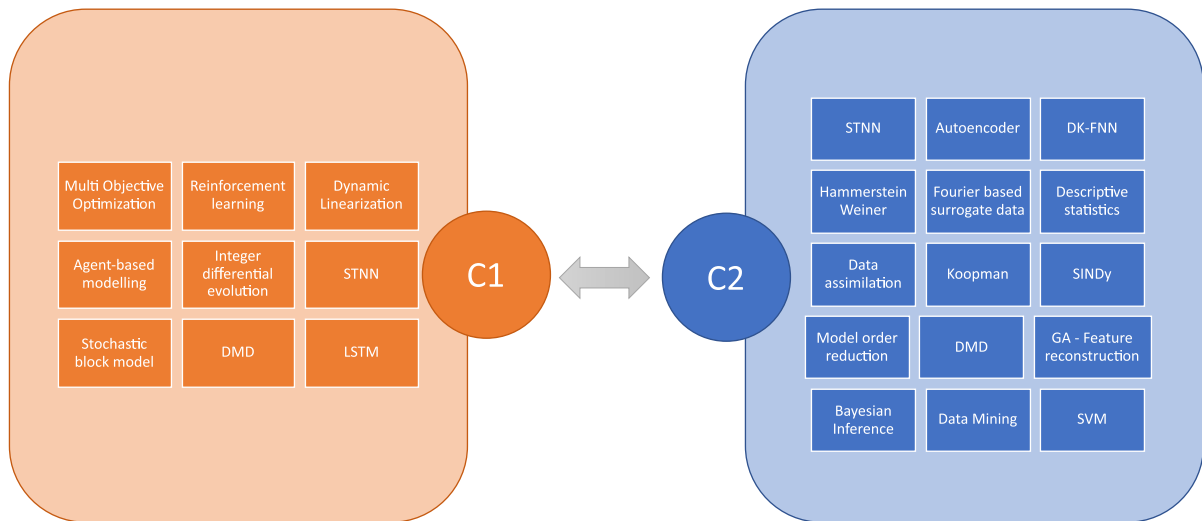 Multi Objective
Optimization
Reinforcement
learning
Dynamic
Linearization
Agent-based
modelling
Integer
differential
evolution
STNN
Stochastic
block model
DMD
LSTM
C1
C2
STNN
Autoencoder
DK-FNN
Hammerstein
Weiner
Fourier based
surrogate data
Descriptive
statistics
Data
assimilation
Koopman
SINDy
Model order
reduction
DMD
GA - Feature
reconstruction
Bayesian
Inference
Data Mining
SVM